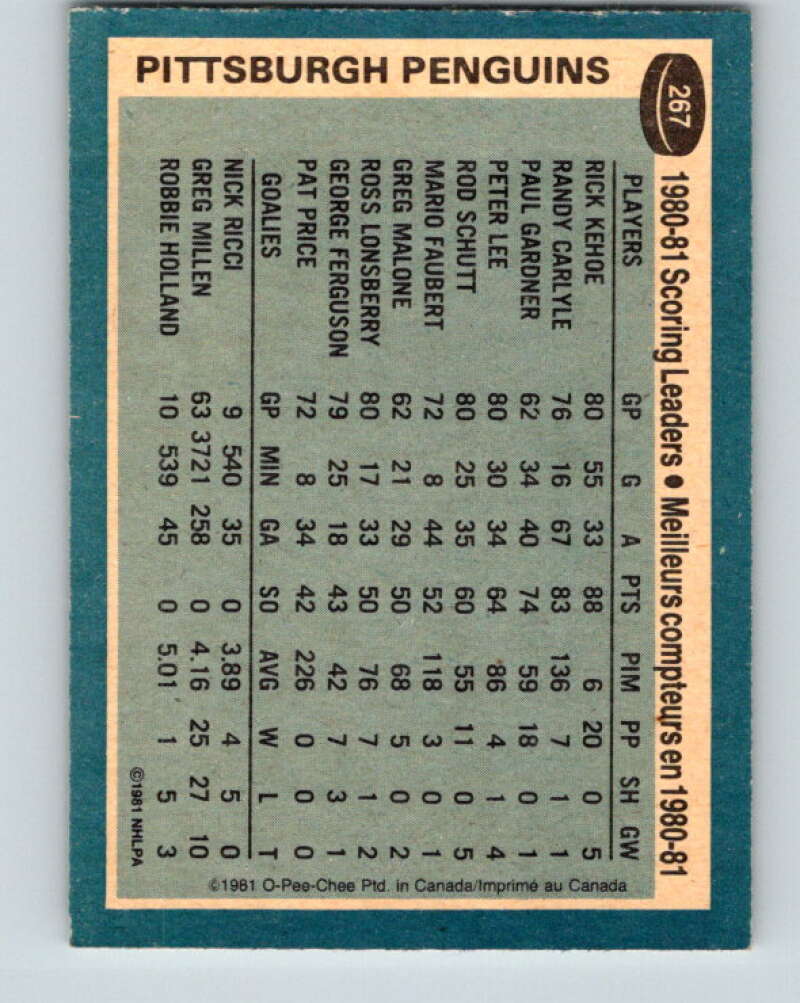 PITTSBURGH PENGUINS
267
1980-81 Scoring Leaders • Meilleurs compteurs en 1980-81
PLAYERS GP G A PTS PIM PP SH GW
RICK KEHOE 80 55 33 88 6 20 0 5
RANDY CARLYLE 76 16 67 83 136 7 1 1
PAUL GARDNER 62 34 40 74 59 18 0 1
PETER LEE 80 30 34 64 86 4 1 4
ROD SCHUTT 80 25 35 60 55 11 0 5
MARIO FAUBERT 72 8 44 52 118 3 0 1
GREG MALONE 62 21 29 50 68 5 0 2
ROSS LONSBERRY 80 17 33 50 76 7 1 2
GEORGE FERGUSON 79 25 18 43 42 7 3 1
PAT PRICE 72 8 34 42 226 0 0 0
GOALIES GP MIN GA SO AVG W L T
NICK RICCI 9 540 35 0 3.89 4 5 0
GREG MILLEN 63 3721 258 0 4.16 25 27 10
ROBBIE HOLLAND 10 539 45 0 5.01 1 5 3
©1981 NHLPA
©1981 O-Pee-Chee Ptd. in Canada/Imprimé au Canada